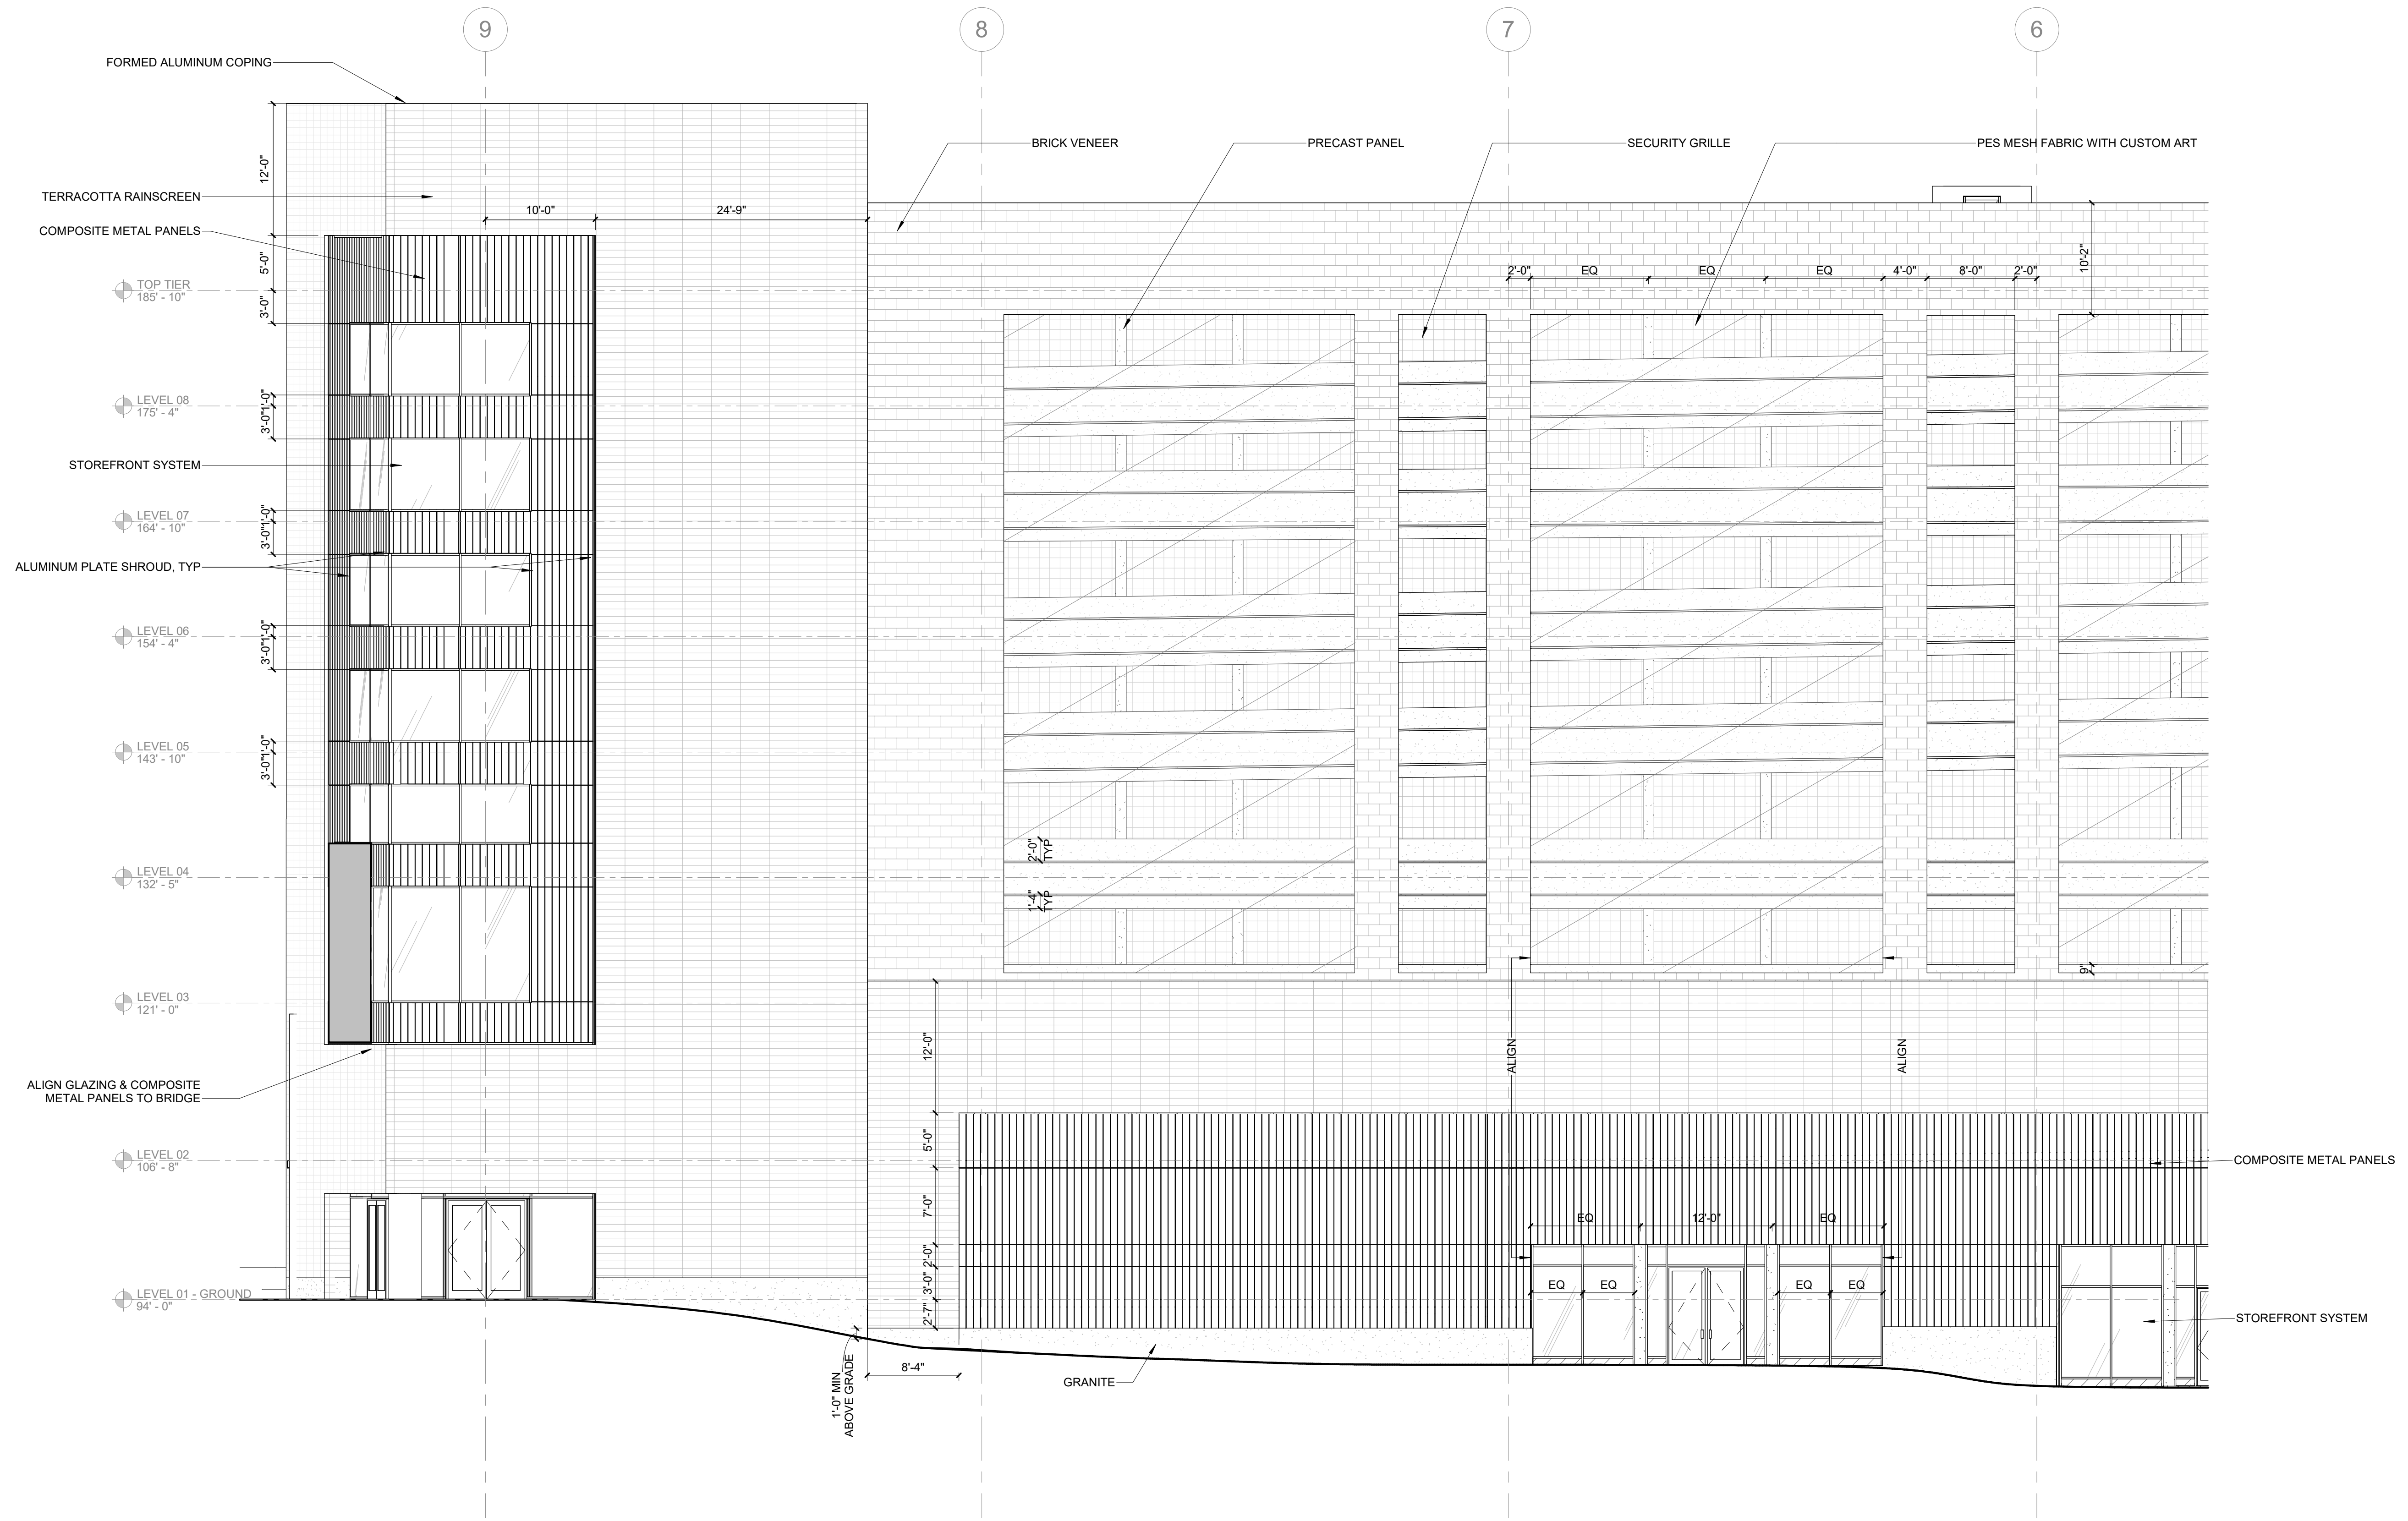 9
8
7
6
FORMED ALUMINUM COPING
BRICK VENEER
PRECAST PANEL
SECURITY GRILLE
PES MESH FABRIC WITH CUSTOM ART
12'-0"
TERRACOTTA RAINSCREEN
10'-0"
24'-9"
COMPOSITE METAL PANELS
5'-0"
10'-2"
2'-0"
EQ
EQ
EQ
4'-0"
8'-0"
2'-0"
TOP TIER
185' - 10"
3'-0"
LEVEL 08
175' - 4"
1'-0"
3'-0"
STOREFRONT SYSTEM
LEVEL 07
164' - 10"
1'-0"
3'-0"
ALUMINUM PLATE SHROUD, TYP
LEVEL 06
154' - 4"
1'-0"
3'-0"
LEVEL 05
143' - 10"
1'-0"
3'-0"
2'-0"
TYP
LEVEL 04
132' - 5"
1'-4"
TYP
9"
LEVEL 03
121' - 0"
12'-0"
ALIGN
ALIGN
ALIGN GLAZING & COMPOSITE
METAL PANELS TO BRIDGE
5'-0"
LEVEL 02
106' - 8"
COMPOSITE METAL PANELS
7'-0"
EQ
12'-0"
EQ
2'-0"
3'-0"
EQ
EQ
EQ
EQ
LEVEL 01 - GROUND
94' - 0"
2'-7"
STOREFRONT SYSTEM
8'-4"
GRANITE
1'-0" MIN
ABOVE GRADE